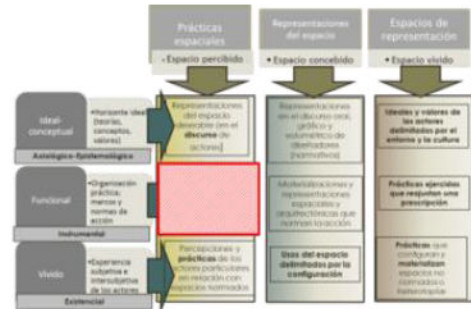 Prácticas
espaciales
- Espacio percibido
Representaciones
del espacio
• Espacio concebido
Espacios de
representación
• Espacio vivido
Ideal-
conceptual
• Horizonte ideal
(teorías,
conceptos,
valores)
Axiológico-Epistemológico
Representaciones
del espacio
deseable (en el
discurso de
actores)
Representaciones
en el discurso oral,
gráfico y
volumétrico de
diseñadores
(normativos)
Ideales y valores de
los actores
delimitados por el
entorno y la cultura
Funcional
• Organización
práctica:
marcos y
normas de
acción
Instrumental
Materializaciones y
representaciones
espaciales y
arquitectónicas que
norman la acción
Prácticas ejercidas
que reajustan una
prescripción
Vivido
• Experiencia
subjetiva e
intersubjetiva
de los actores
Existencial
Percepciones y
prácticas de los
actores particulares
en relación con
espacios normados
Usos del espacio
delimitados por la
configuración
Prácticas que
configuran y
materializan
espacios no
normados o
heterotopías